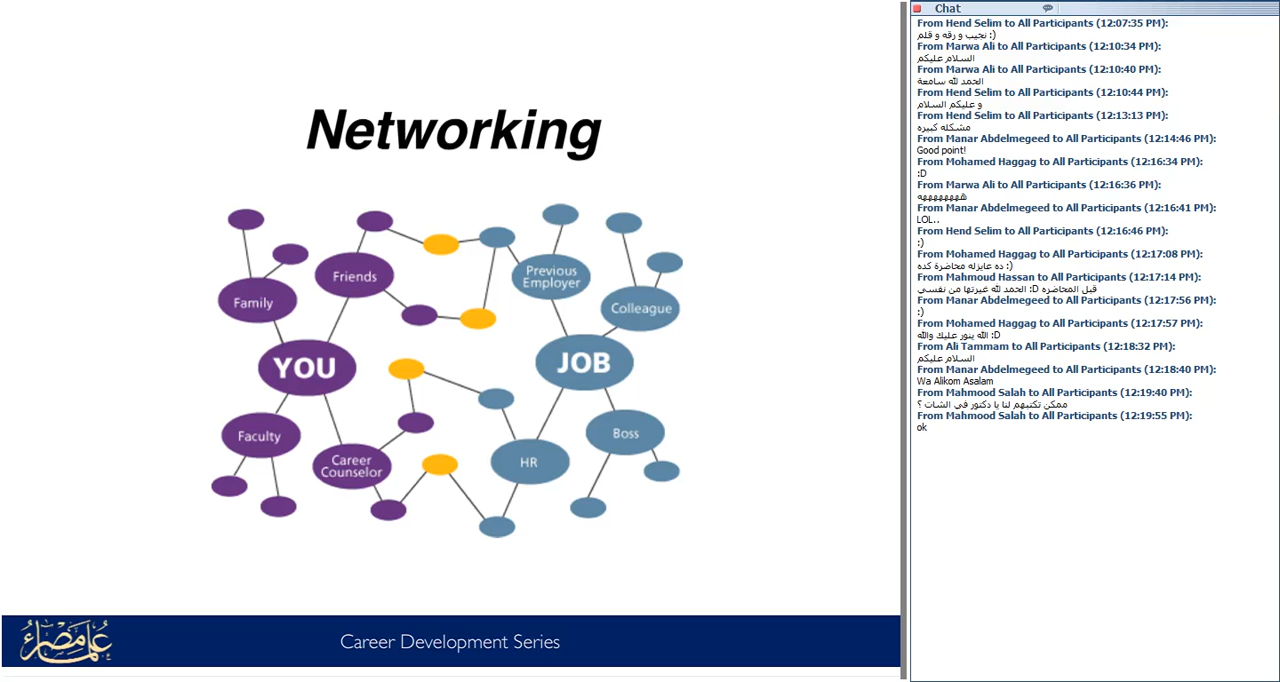 Networking
Friends
Family
YOU
Faculty
Career
Counselor
Previous
Employer
Colleague
JOB
Boss
HR
علماء مصر
Career Development Series
Chat
From Hend Selim to All Participants (12:07:35 PM):
نجيب و رقه و قلم :)
From Marwa Ali to All Participants (12:10:34 PM):
السلام عليكم
From Marwa Ali to All Participants (12:10:40 PM):
الحمد لله سامعة
From Hend Selim to All Participants (12:10:44 PM):
و عليكم السلام
From Hend Selim to All Participants (12:13:13 PM):
مشكله كبيره
From Manar Abdelmegeed to All Participants (12:14:46 PM):
Good point!
From Mohamed Haggag to All Participants (12:16:34 PM):
:D
From Marwa Ali to All Participants (12:16:36 PM):
From Manar Abdelmegeed to All Participants (12:16:41 PM):
LOL..
From Hend Selim to All Participants (12:16:46 PM):
:)
From Mohamed Haggag to All Participants (12:17:08 PM):
ده عايزله محاضرة كده :)
From Mahmoud Hassan to All Participants (12:17:14 PM):
الحمد لله غيرتها من نفسي :D قبل المحاضره
From Manar Abdelmegeed to All Participants (12:17:56 PM):
:)
From Mohamed Haggag to All Participants (12:17:57 PM):
الله ينور عليك والله :D
From Ali Tammam to All Participants (12:18:32 PM):
السلام عليكم
From Manar Abdelmegeed to All Participants (12:18:40 PM):
Wa Alikom Asalam
From Mahmood Salah to All Participants (12:19:40 PM):
ممكن تكتبهم لنا يا دكتور في الشات ؟
From Mahmood Salah to All Participants (12:19:55 PM):
ok